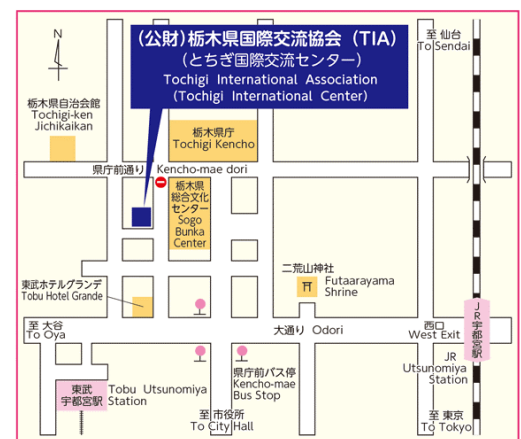 (公財)栃木県国際交流協会 (TIA)
(とちぎ国際交流センター)
Tochigi International Association
(Tochigi International Center)
N
至 仙台
To Sendai
栃木県自治会館
Tochigi-ken
Jichikaikan
栃木県庁
Tochigi Kencho
県庁前通り Kencho-mae dori
栃木県
総合文化
センター
Sogo
Bunka
Center
東武ホテルグランデ
Tobu Hotel Grande
二荒山神社
Futaarayama
Shrine
至 大谷
To Oya
大通り Odori
西口
West Exit
JR宇都宮駅
JR
Utsunomiya
Station
東武
宇都宮駅
Tobu Utsunomiya
Station
県庁前バス停
Kencho-mae
Bus Stop
至 市役所
To City Hall
至 東京
To Tokyo